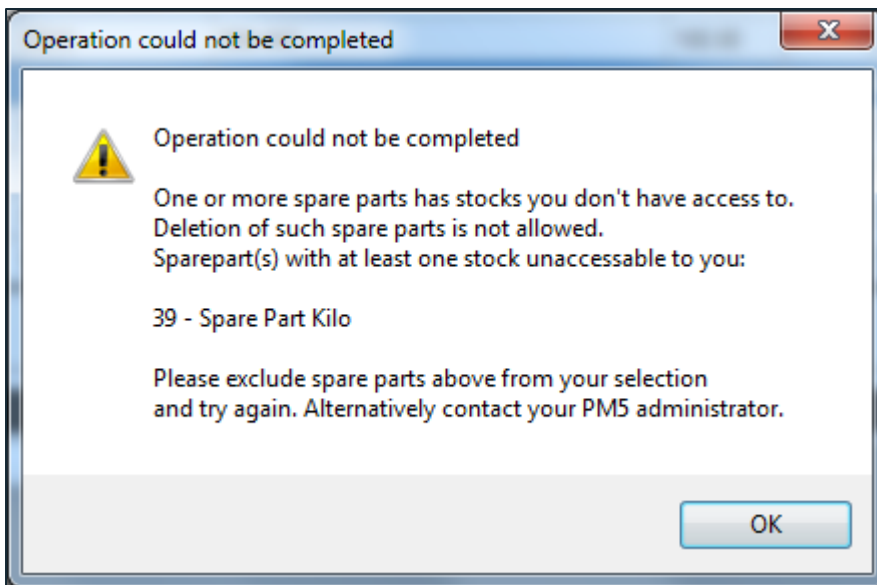 Operation could not be completed
Operation could not be completed
One or more spare parts has stocks you don't have access to.
Deletion of such spare parts is not allowed.
Sparepart(s) with at least one stock unaccessable to you:
39 - Spare Part Kilo
Please exclude spare parts above from your selection
and try again. Alternatively contact your PM5 administrator.
OK